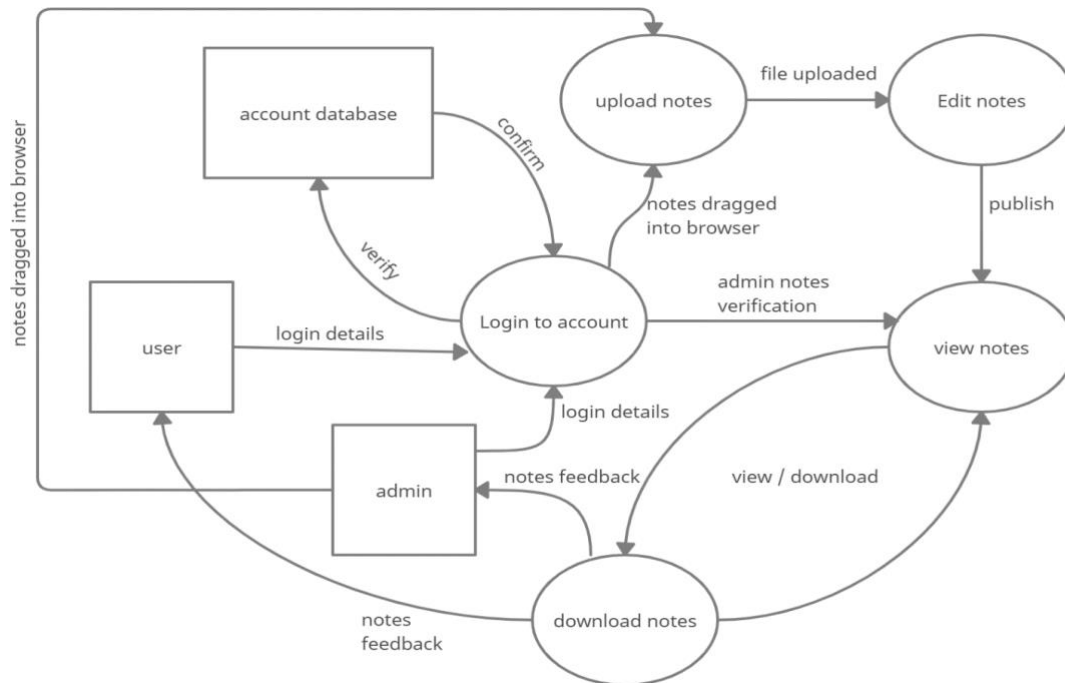 upload notes
file uploaded
Edit notes
account database
confirm
notes dragged into browser
notes dragged
into browser
publish
verify
admin notes
verification
Login to account
user
login details
view notes
login details
notes feedback
view / download
admin
download notes
notes
feedback